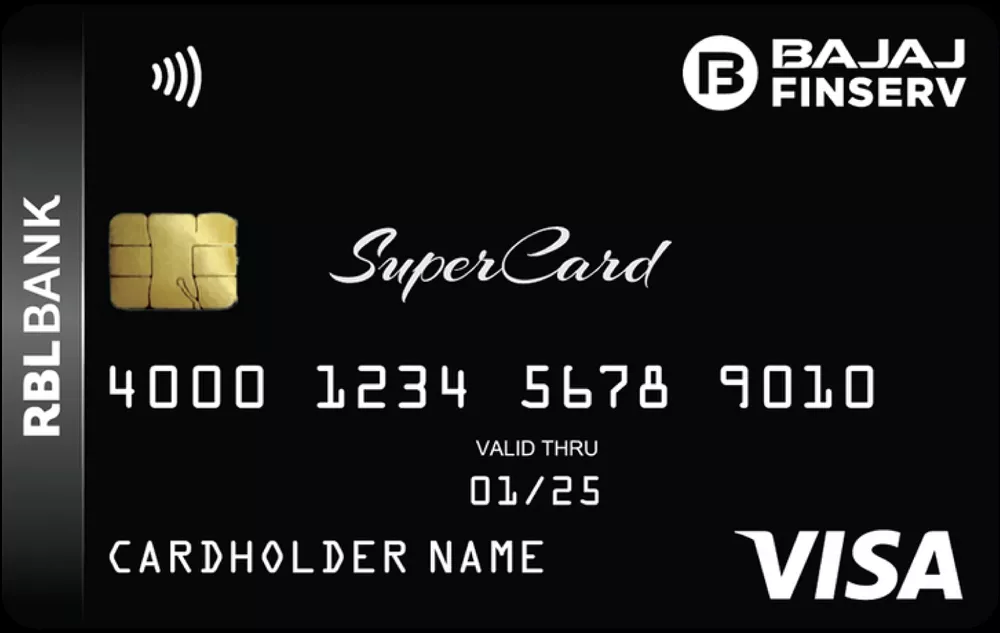 BAJAJ
FINSERV
RBLBANK
SuperCard
4000 1234 5678 9010
VALID THRU
01/25
CARDHOLDER NAME
VISA